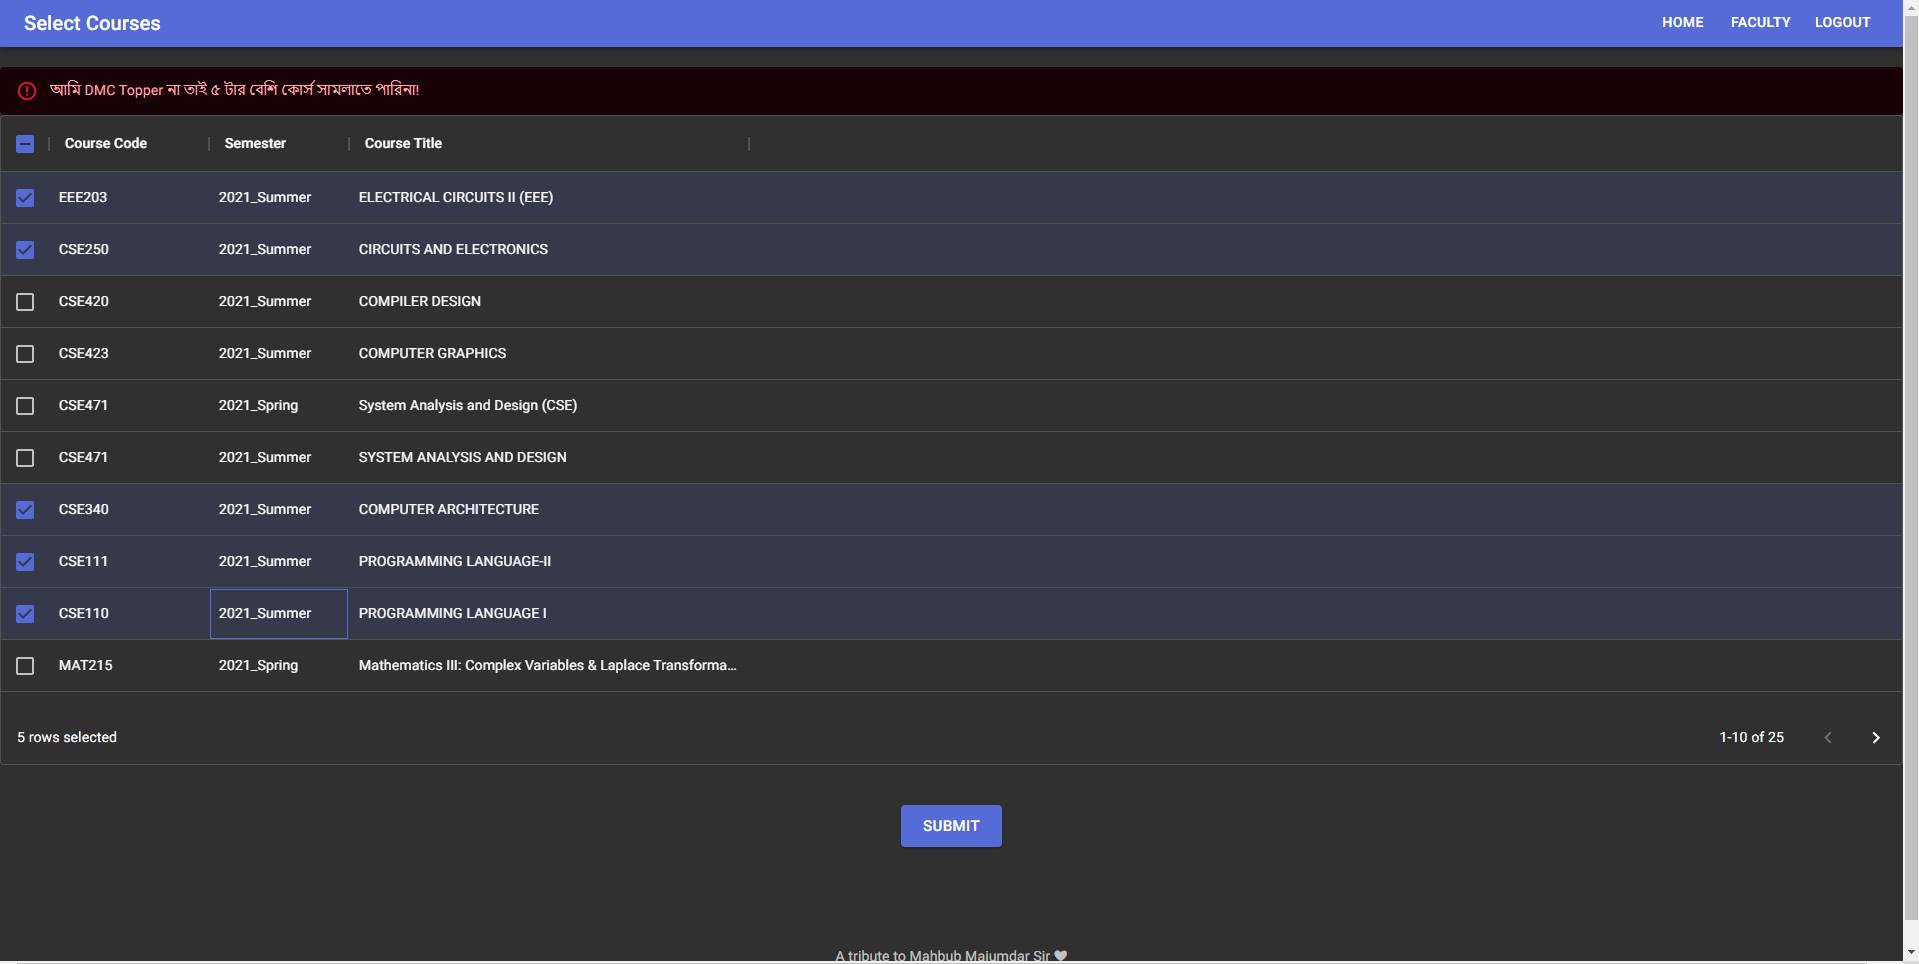 Select Courses HOME FACULTY LOGOUT
আমি DMC Topper না তাই ৫ টার বেশি কোর্স সামলাতে পারিনা!
Course Code Semester Course Title
EEE203 2021_Summer ELECTRICAL CIRCUITS II (EEE)
CSE250 2021_Summer CIRCUITS AND ELECTRONICS
CSE420 2021_Summer COMPILER DESIGN
CSE423 2021_Summer COMPUTER GRAPHICS
CSE471 2021_Spring System Analysis and Design (CSE)
CSE471 2021_Summer SYSTEM ANALYSIS AND DESIGN
CSE340 2021_Summer COMPUTER ARCHITECTURE
CSE111 2021_Summer PROGRAMMING LANGUAGE-II
CSE110 2021_Summer PROGRAMMING LANGUAGE I
MAT215 2021_Spring Mathematics III: Complex Variables & Laplace Transforma...
5 rows selected 1-10 of 25
SUBMIT
A tribute to Mahbub Majumdar Sir ♥